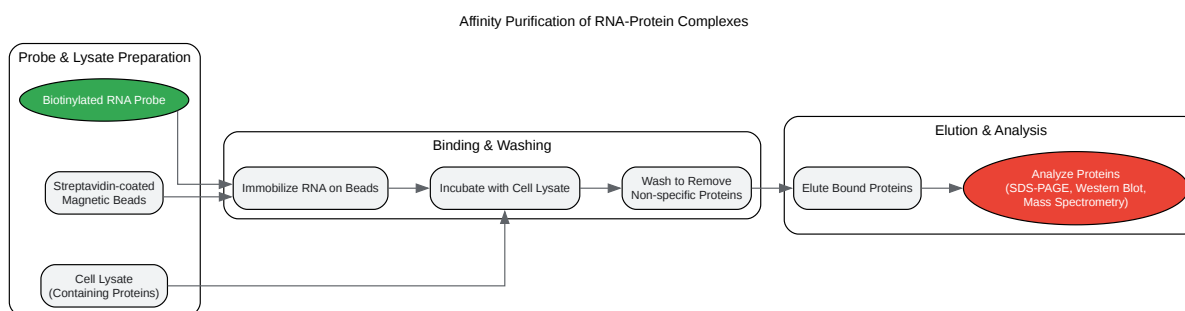 Affinity Purification of RNA-Protein Complexes
Probe & Lysate Preparation
Biotinylated RNA Probe
Streptavidin-coated
Magnetic Beads
Cell Lysate
(Containing Proteins)
Binding & Washing
Immobilize RNA on Beads
Incubate with Cell Lysate
Wash to Remove
Non-specific Proteins
Elution & Analysis
Elute Bound Proteins
Analyze Proteins
(SDS-PAGE, Western Blot,
Mass Spectrometry)